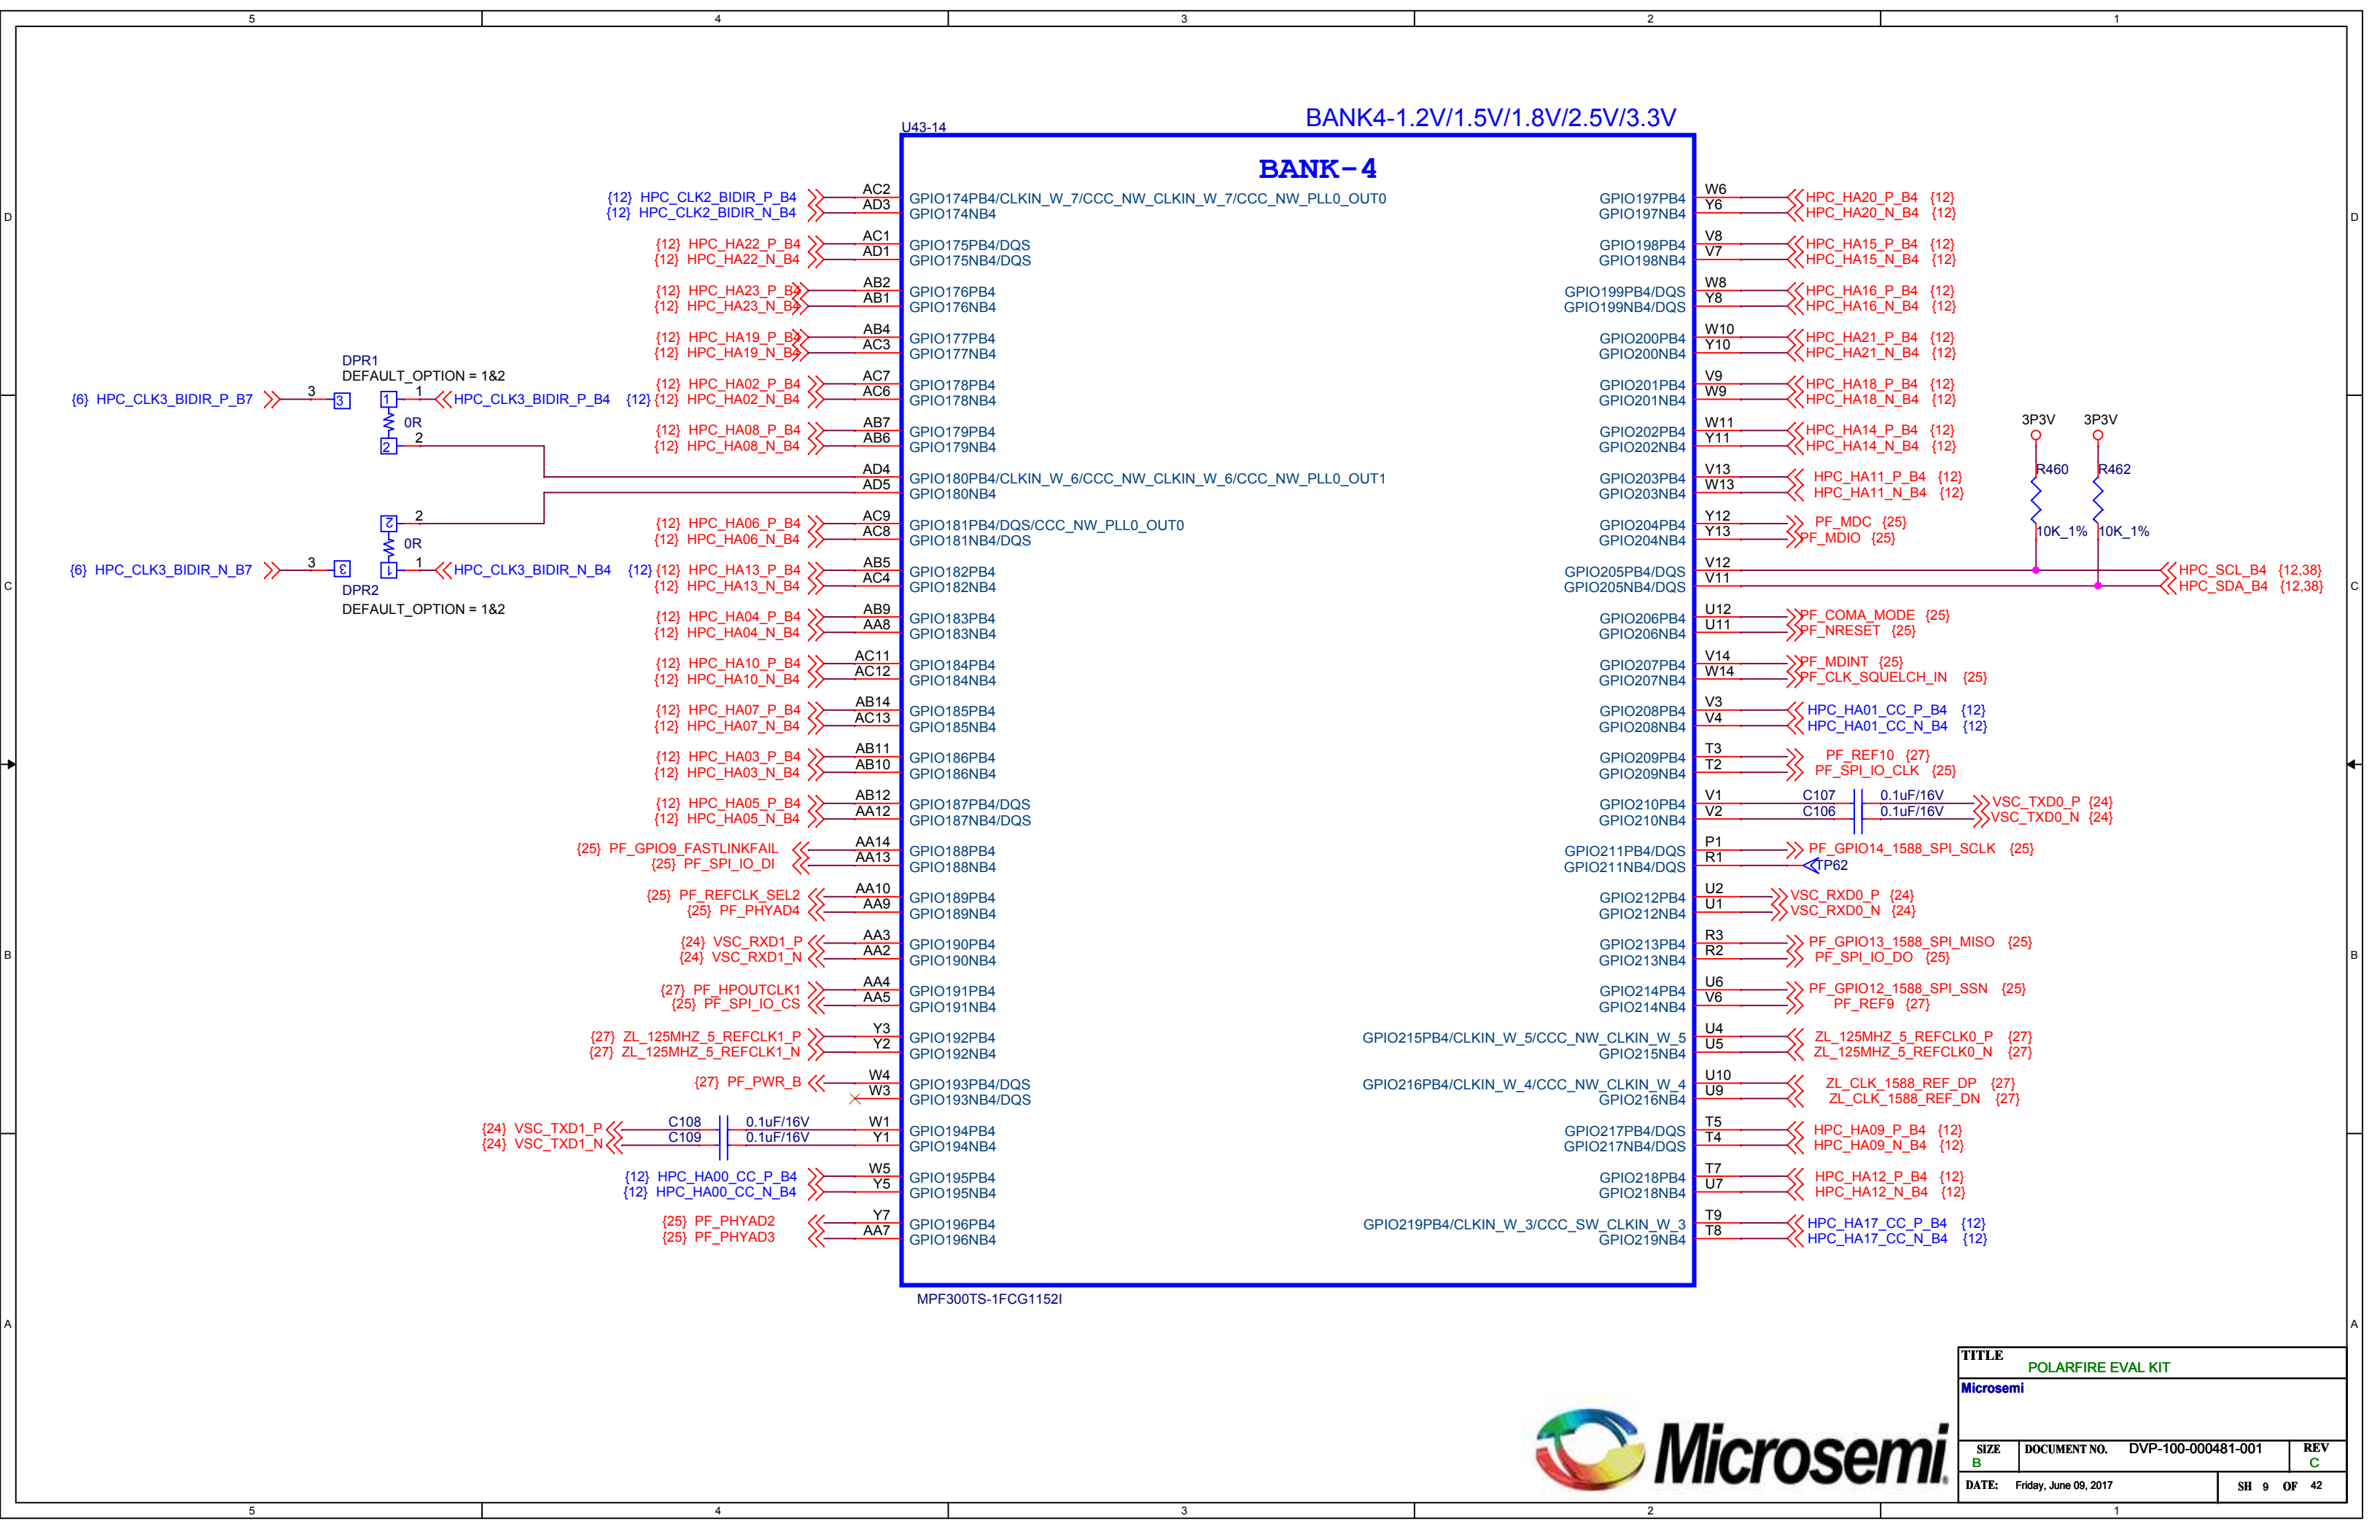 5 4 3 2 1
BANK4-1.2V/1.5V/1.8V/2.5V/3.3V
U43-14
BANK-4
{12} HPC_CLK2_BIDIR_P_B4 AC2 GPIO174PB4/CLKIN_W_7/CCC_NW_CLKIN_W_7/CCC_NW_PLL0_OUT0
{12} HPC_CLK2_BIDIR_N_B4 AD3 GPIO174NB4
{12} HPC_HA22_P_B4 AC1 GPIO175PB4/DQS
{12} HPC_HA22_N_B4 AD1 GPIO175NB4/DQS
{12} HPC_HA23_P_B4 AB2 GPIO176PB4
{12} HPC_HA23_N_B4 AB1 GPIO176NB4
{12} HPC_HA19_P_B4 AB4 GPIO177PB4
{12} HPC_HA19_N_B4 AC3 GPIO177NB4
{12} HPC_HA02_P_B4 AC7 GPIO178PB4
{12} HPC_HA02_N_B4 AC6 GPIO178NB4
{12} HPC_HA08_P_B4 AB7 GPIO179PB4
{12} HPC_HA08_N_B4 AB6 GPIO179NB4
AD4 GPIO180PB4/CLKIN_W_6/CCC_NW_CLKIN_W_6/CCC_NW_PLL0_OUT1
AD5 GPIO180NB4
{12} HPC_HA06_P_B4 AC9 GPIO181PB4/DQS/CCC_NW_PLL0_OUT0
{12} HPC_HA06_N_B4 AC8 GPIO181NB4/DQS
{12} HPC_HA13_P_B4 AB5 GPIO182PB4
{12} HPC_HA13_N_B4 AC4 GPIO182NB4
{12} HPC_HA04_P_B4 AB9 GPIO183PB4
{12} HPC_HA04_N_B4 AA8 GPIO183NB4
{12} HPC_HA10_P_B4 AC11 GPIO184PB4
{12} HPC_HA10_N_B4 AC12 GPIO184NB4
{12} HPC_HA07_P_B4 AB14 GPIO185PB4
{12} HPC_HA07_N_B4 AC13 GPIO185NB4
{12} HPC_HA03_P_B4 AB11 GPIO186PB4
{12} HPC_HA03_N_B4 AB10 GPIO186NB4
{12} HPC_HA05_P_B4 AB12 GPIO187PB4/DQS
{12} HPC_HA05_N_B4 AA12 GPIO187NB4/DQS
{25} PF_GPIO9_FASTLINKFAIL AA14 GPIO188PB4
{25} PF_SPI_IO_DI AA13 GPIO188NB4
{25} PF_REFCLK_SEL2 AA10 GPIO189PB4
{25} PF_PHYAD4 AA9 GPIO189NB4
{24} VSC_RXD1_P AA3 GPIO190PB4
{24} VSC_RXD1_N AA2 GPIO190NB4
{27} PF_HPOUTCLK1 AA4 GPIO191PB4
{25} PF_SPI_IO_CS AA5 GPIO191NB4
{27} ZL_125MHZ_5_REFCLK1_P Y3 GPIO192PB4
{27} ZL_125MHZ_5_REFCLK1_N Y2 GPIO192NB4
{27} PF_PWR_B W4 GPIO193PB4/DQS
W3 GPIO193NB4/DQS
{24} VSC_TXD1_P C108 0.1uF/16V W1 GPIO194PB4
{24} VSC_TXD1_N C109 0.1uF/16V Y1 GPIO194NB4
{12} HPC_HA00_CC_P_B4 W5 GPIO195PB4
{12} HPC_HA00_CC_N_B4 Y5 GPIO195NB4
{25} PF_PHYAD2 Y7 GPIO196PB4
{25} PF_PHYAD3 AA7 GPIO196NB4
DPR1
DEFAULT_OPTION = 1&2
{6} HPC_CLK3_BIDIR_P_B7 3 3 1 1 HPC_CLK3_BIDIR_P_B4 {12}
0R
2 2
2 2
0R
{6} HPC_CLK3_BIDIR_N_B7 3 3 1 1 HPC_CLK3_BIDIR_N_B4 {12}
DPR2
DEFAULT_OPTION = 1&2
GPIO197PB4 W6 HPC_HA20_P_B4 {12}
GPIO197NB4 Y6 HPC_HA20_N_B4 {12}
GPIO198PB4 V8 HPC_HA15_P_B4 {12}
GPIO198NB4 V7 HPC_HA15_N_B4 {12}
GPIO199PB4/DQS W8 HPC_HA16_P_B4 {12}
GPIO199NB4/DQS Y8 HPC_HA16_N_B4 {12}
GPIO200PB4 W10 HPC_HA21_P_B4 {12}
GPIO200NB4 Y10 HPC_HA21_N_B4 {12}
GPIO201PB4 V9 HPC_HA18_P_B4 {12}
GPIO201NB4 W9 HPC_HA18_N_B4 {12}
GPIO202PB4 W11 HPC_HA14_P_B4 {12}
GPIO202NB4 Y11 HPC_HA14_N_B4 {12}
GPIO203PB4 V13 HPC_HA11_P_B4 {12}
GPIO203NB4 W13 HPC_HA11_N_B4 {12}
GPIO204PB4 Y12 PF_MDC {25}
GPIO204NB4 Y13 PF_MDIO {25}
3P3V 3P3V
R460 R462
10K_1% 10K_1%
GPIO205PB4/DQS V12 HPC_SCL_B4 {12,38}
GPIO205NB4/DQS V11 HPC_SDA_B4 {12,38}
GPIO206PB4 U12 PF_COMA_MODE {25}
GPIO206NB4 U11 PF_NRESET {25}
GPIO207PB4 V14 PF_MDINT {25}
GPIO207NB4 W14 PF_CLK_SQUELCH_IN {25}
GPIO208PB4 V3 HPC_HA01_CC_P_B4 {12}
GPIO208NB4 V4 HPC_HA01_CC_N_B4 {12}
GPIO209PB4 T3 PF_REF10 {27}
GPIO209NB4 T2 PF_SPI_IO_CLK {25}
GPIO210PB4 V1 C107 0.1uF/16V VSC_TXD0_P {24}
GPIO210NB4 V2 C106 0.1uF/16V VSC_TXD0_N {24}
GPIO211PB4/DQS P1 PF_GPIO14_1588_SPI_SCLK {25}
GPIO211NB4/DQS R1 TP62
GPIO212PB4 U2 VSC_RXD0_P {24}
GPIO212NB4 U1 VSC_RXD0_N {24}
GPIO213PB4 R3 PF_GPIO13_1588_SPI_MISO {25}
GPIO213NB4 R2 PF_SPI_IO_DO {25}
GPIO214PB4 U6 PF_GPIO12_1588_SPI_SSN {25}
GPIO214NB4 V6 PF_REF9 {27}
GPIO215PB4/CLKIN_W_5/CCC_NW_CLKIN_W_5 U4 ZL_125MHZ_5_REFCLK0_P {27}
GPIO215NB4 U5 ZL_125MHZ_5_REFCLK0_N {27}
GPIO216PB4/CLKIN_W_4/CCC_NW_CLKIN_W_4 U10 ZL_CLK_1588_REF_DP {27}
GPIO216NB4 U9 ZL_CLK_1588_REF_DN {27}
GPIO217PB4/DQS T5 HPC_HA09_P_B4 {12}
GPIO217NB4/DQS T4 HPC_HA09_N_B4 {12}
GPIO218PB4 T7 HPC_HA12_P_B4 {12}
GPIO218NB4 U7 HPC_HA12_N_B4 {12}
GPIO219PB4/CLKIN_W_3/CCC_SW_CLKIN_W_3 T9 HPC_HA17_CC_P_B4 {12}
GPIO219NB4 T8 HPC_HA17_CC_N_B4 {12}
MPF300TS-1FCG1152I
D D
C C
B B
A A
Microsemi
TITLE
POLARFIRE EVAL KIT
Microsemi
SIZE DOCUMENT NO. DVP-100-000481-001 REV
B C
DATE: Friday, June 09, 2017 SH 9 OF 42
5 4 3 2 1